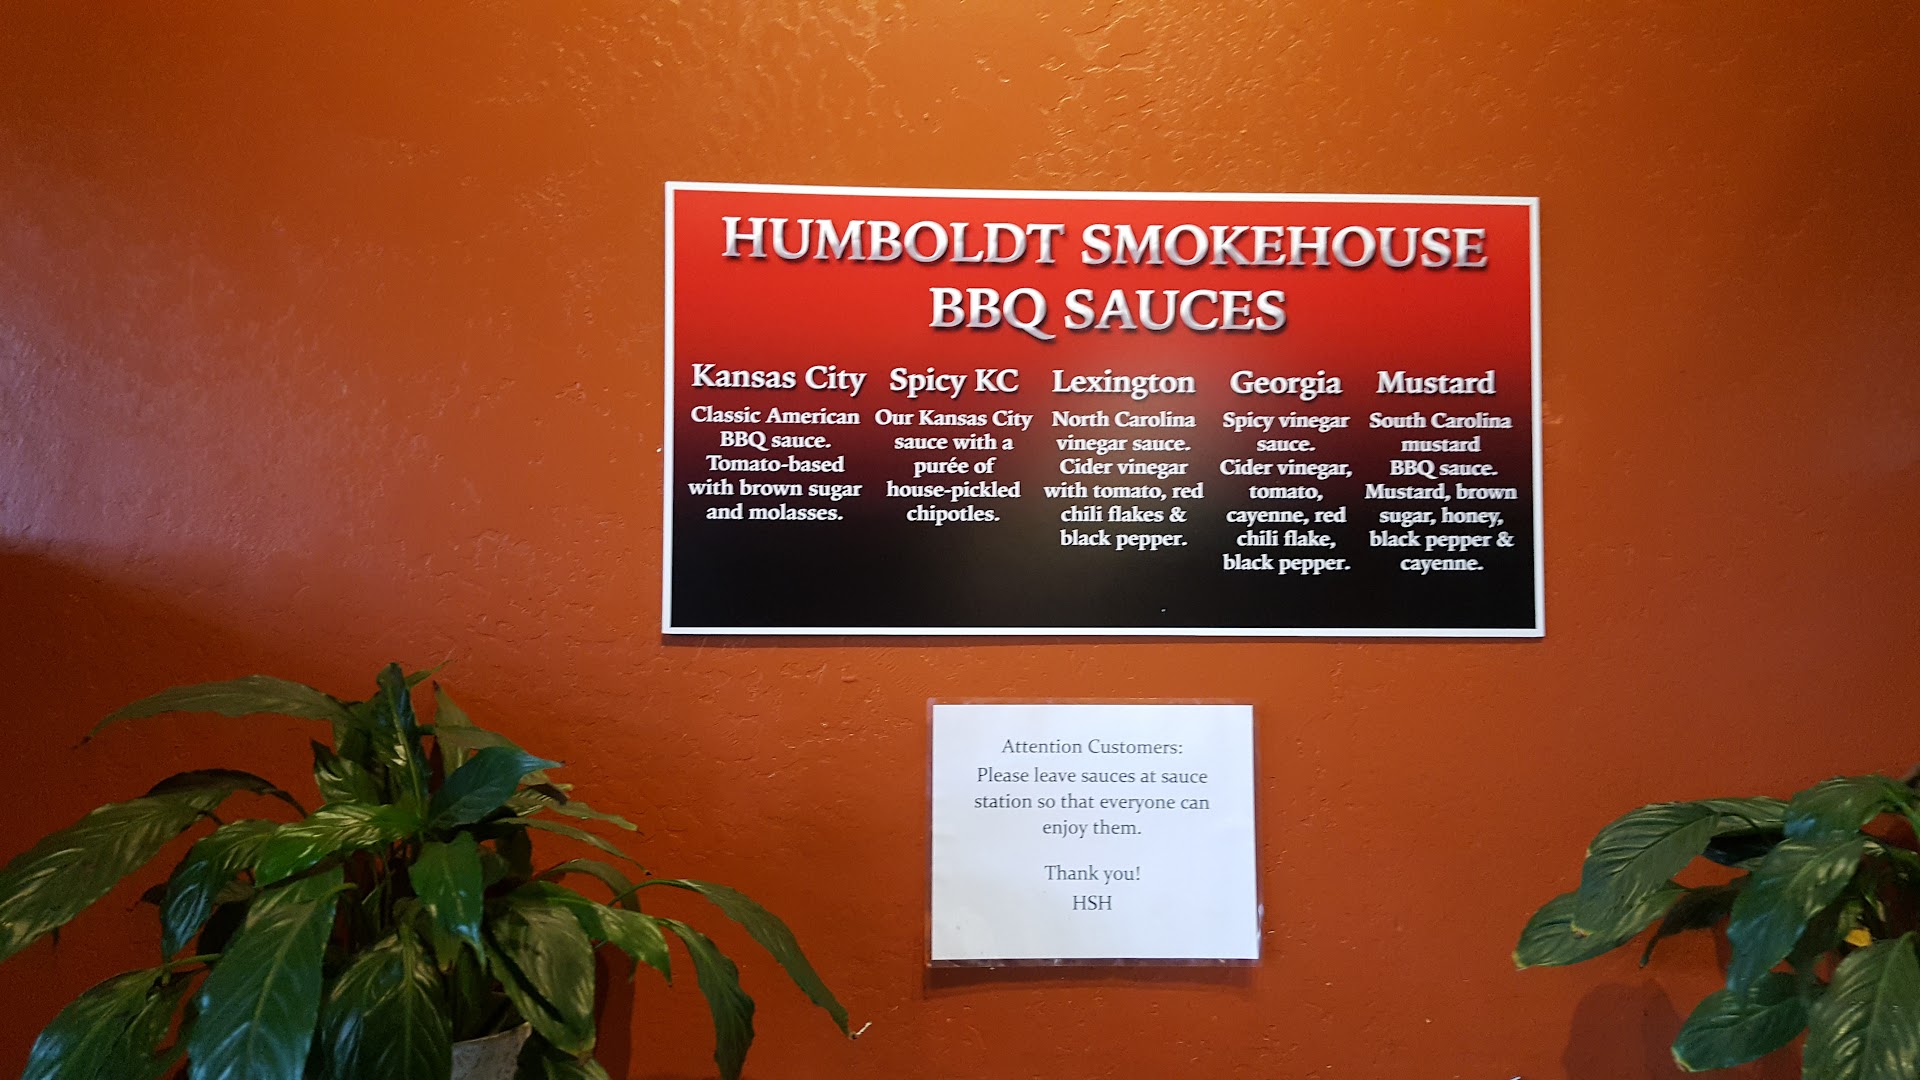 HUMBOLDT SMOKEHOUSE
BBQ SAUCES
Kansas City
Classic American
BBQ sauce.
Tomato-based
with brown sugar
and molasses.
Spicy KC
Our Kansas City
sauce with a
purée of
house-pickled
chipotles.
Lexington
North Carolina
vinegar sauce.
Cider vinegar
with tomato, red
chili flakes &
black pepper.
Georgia
Spicy vinegar
sauce.
Cider vinegar,
tomato,
cayenne, red
chili flake,
black pepper.
Mustard
South Carolina
mustard
BBQ sauce.
Mustard, brown
sugar, honey,
black pepper &
cayenne.
Attention Customers:
Please leave sauces at sauce
station so that everyone can
enjoy them.
Thank you!
HSH